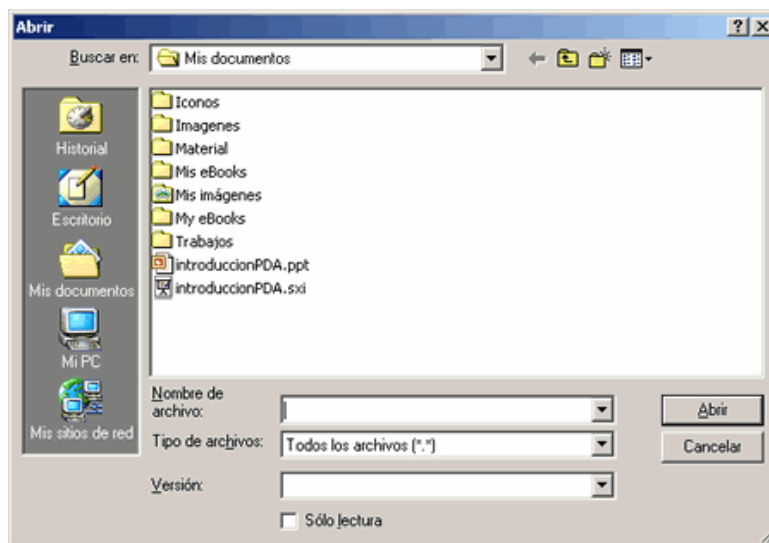 Abrir
Buscar en: Mis documentos
Historial
Escritorio
Mis documentos
Mi PC
Mis sitios de red
Iconos
Imagenes
Material
Mis eBooks
Mis imágenes
My eBooks
Trabajos
introduccionPDA.ppt
introduccionPDA.sxi
Nombre de
archivo:
Abrir
Tipo de archivos: Todos los archivos (*.*)
Cancelar
Versión:
Sólo lectura